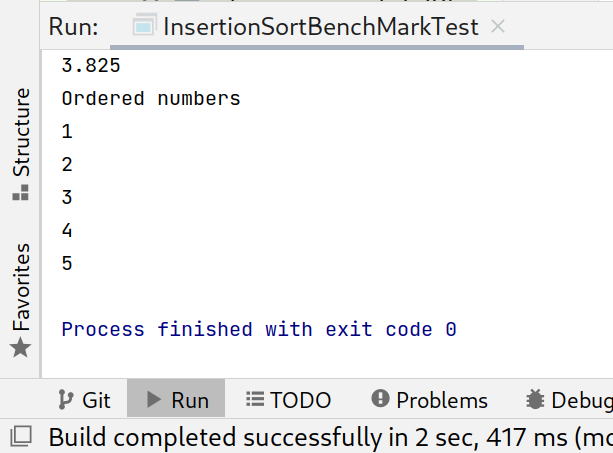 Run: InsertionSortBenchMarkTest
3.825
Ordered numbers
1
2
3
4
5
Process finished with exit code 0
Structure
Favorites
Git Run TODO Problems Debug
Build completed successfully in 2 sec, 417 ms (mo